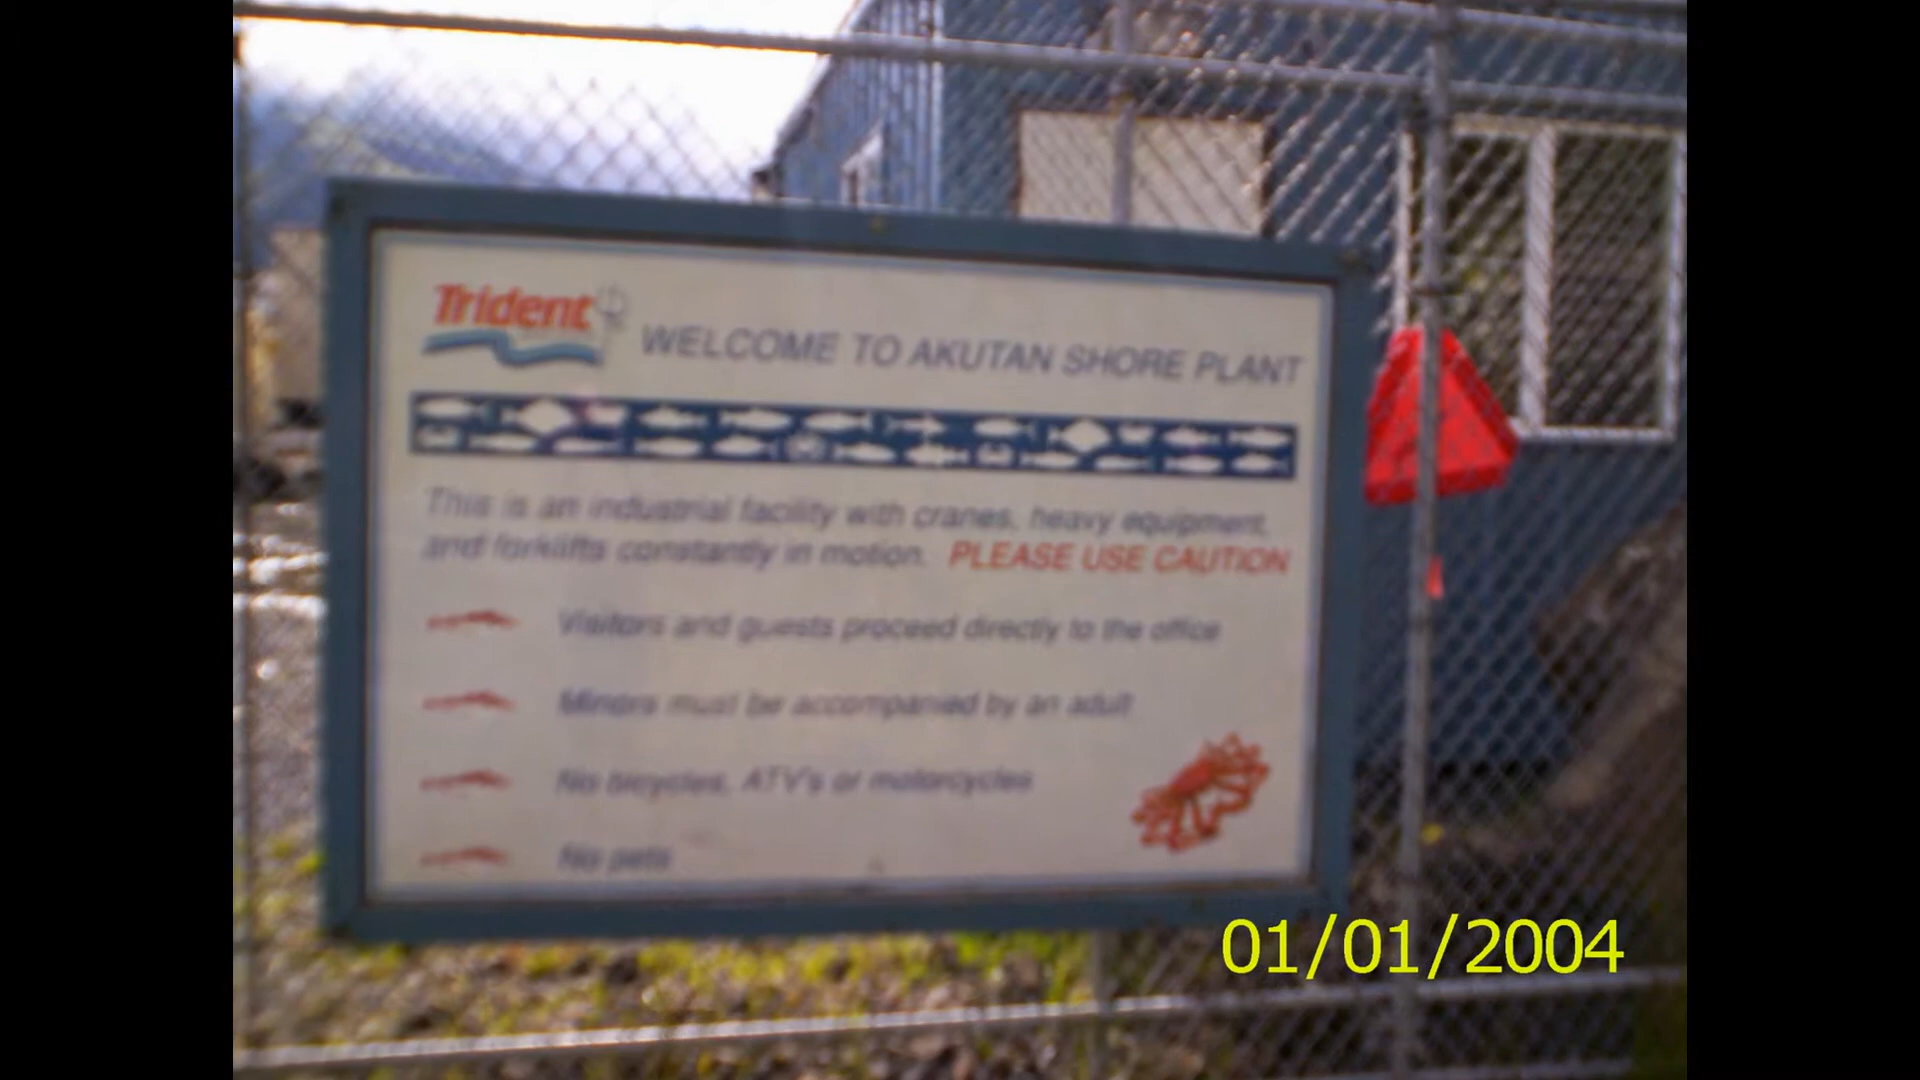 Trident
WELCOME TO AKUTAN SHORE PLANT
This is an industrial facility with cranes, heavy equipment,
and forklifts constantly in motion. PLEASE USE CAUTION
Visitors and guests proceed directly to the office
Minors must be accompanied by an adult
No bicycles, ATV's or motorcycles
No pets
01/01/2004